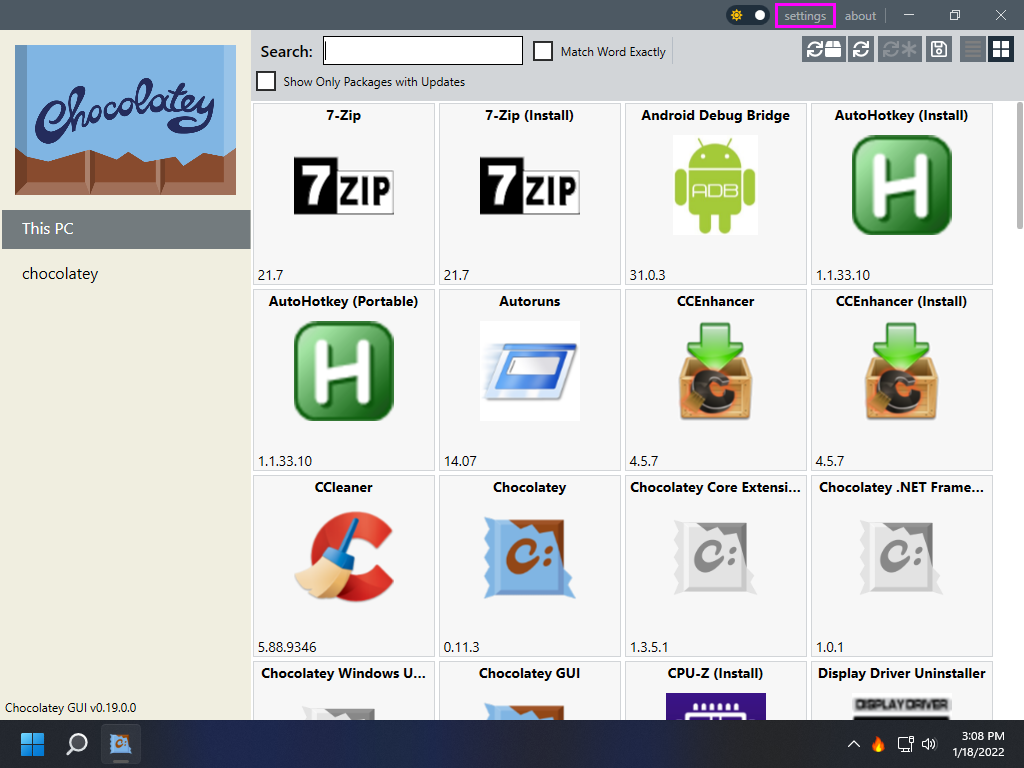 settings
about
Chocolatey
This PC
chocolatey
Chocolatey GUI v0.19.0.0
Search:
Match Word Exactly
Show Only Packages with Updates
7-Zip
7-Zip (Install)
Android Debug Bridge
AutoHotkey (Install)
7 ZIP
7 ZIP
ADB
H
21.7
21.7
31.0.3
1.1.33.10
AutoHotkey (Portable)
Autoruns
CCEnhancer
CCEnhancer (Install)
H
C
C
1.1.33.10
14.07
4.5.7
4.5.7
CCleaner
Chocolatey
Chocolatey Core Extensi...
Chocolatey .NET Frame...
C
C:
C:
C:
5.88.9346
0.11.3
1.3.5.1
1.0.1
Chocolatey Windows U...
Chocolatey GUI
CPU-Z (Install)
Display Driver Uninstaller
DISPLAY DRIVER
3:08 PM
1/18/2022